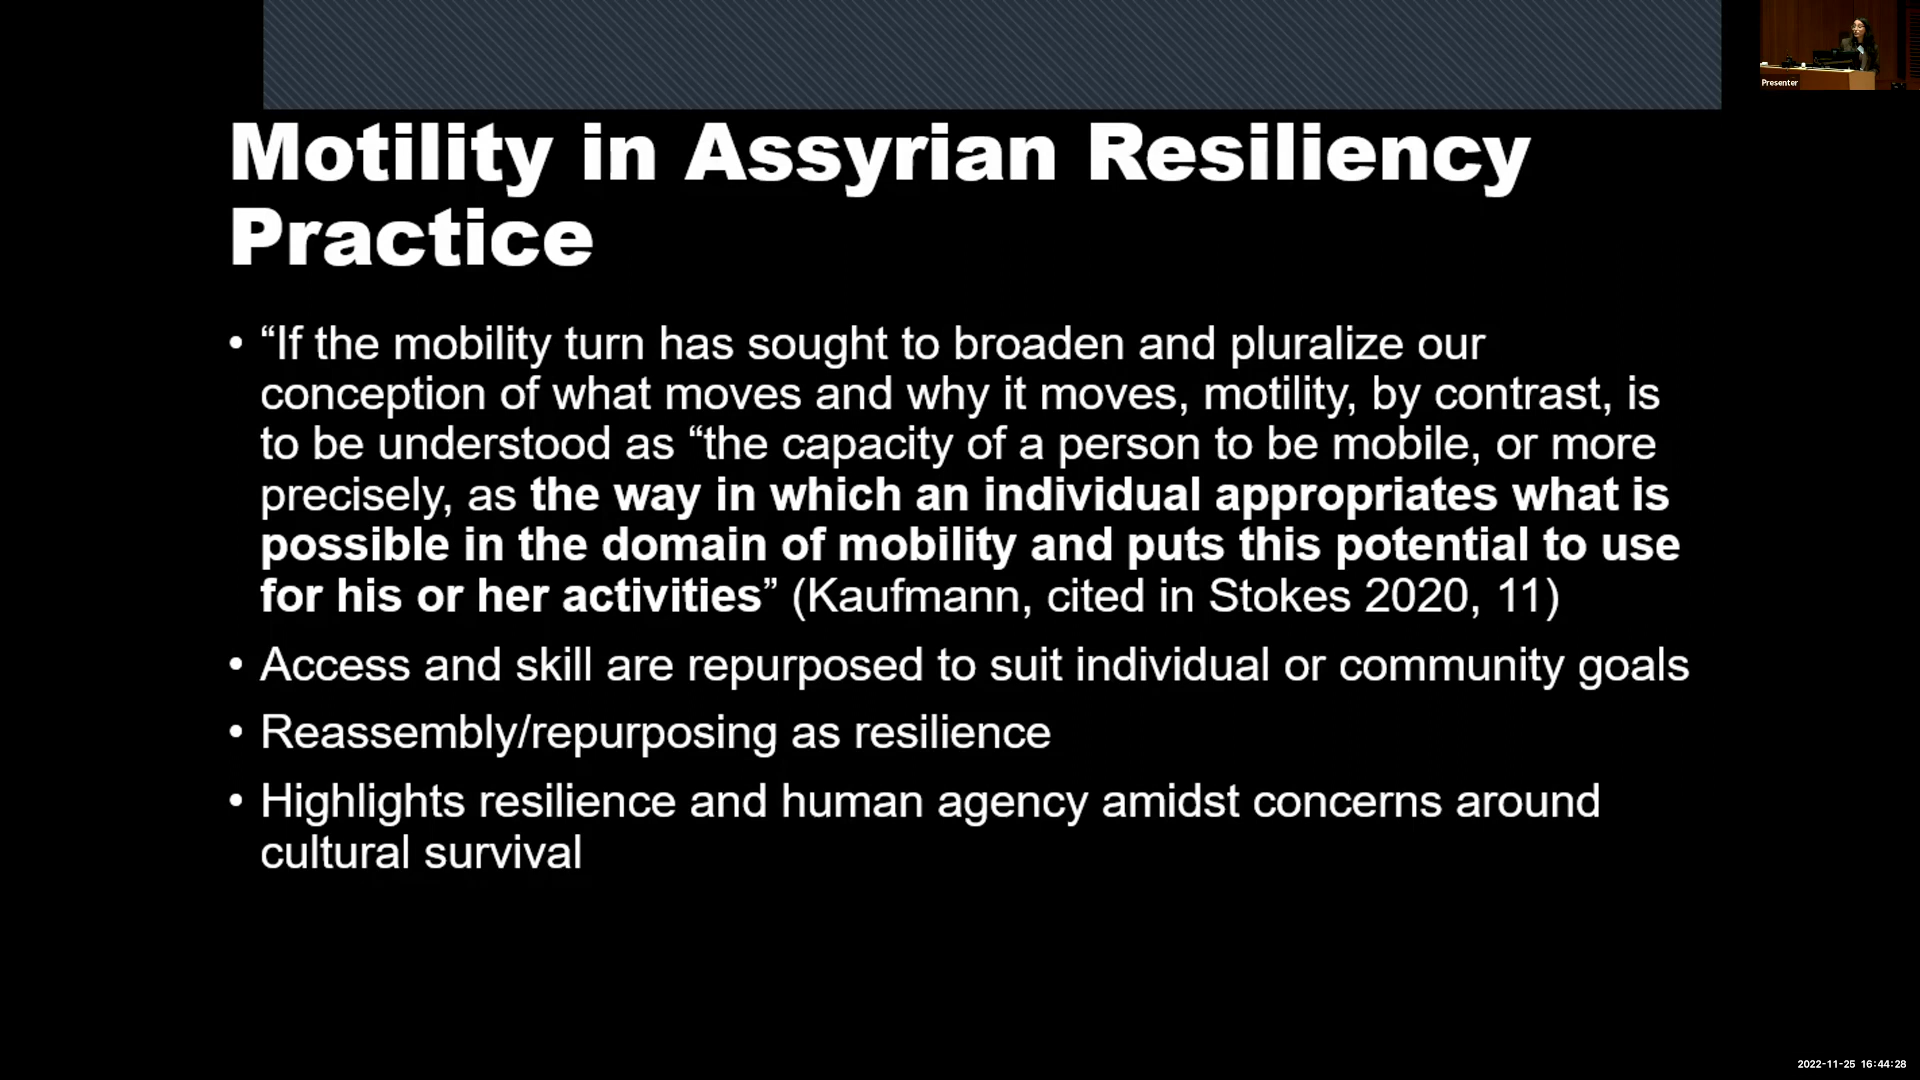 Presenter
Motility in Assyrian Resiliency
Practice
• “If the mobility turn has sought to broaden and pluralize our
conception of what moves and why it moves, motility, by contrast, is
to be understood as “the capacity of a person to be mobile, or more
precisely, as the way in which an individual appropriates what is
possible in the domain of mobility and puts this potential to use
for his or her activities” (Kaufmann, cited in Stokes 2020, 11)
• Access and skill are repurposed to suit individual or community goals
• Reassembly/repurposing as resilience
• Highlights resilience and human agency amidst concerns around
cultural survival
2022-11-25 16:44:28